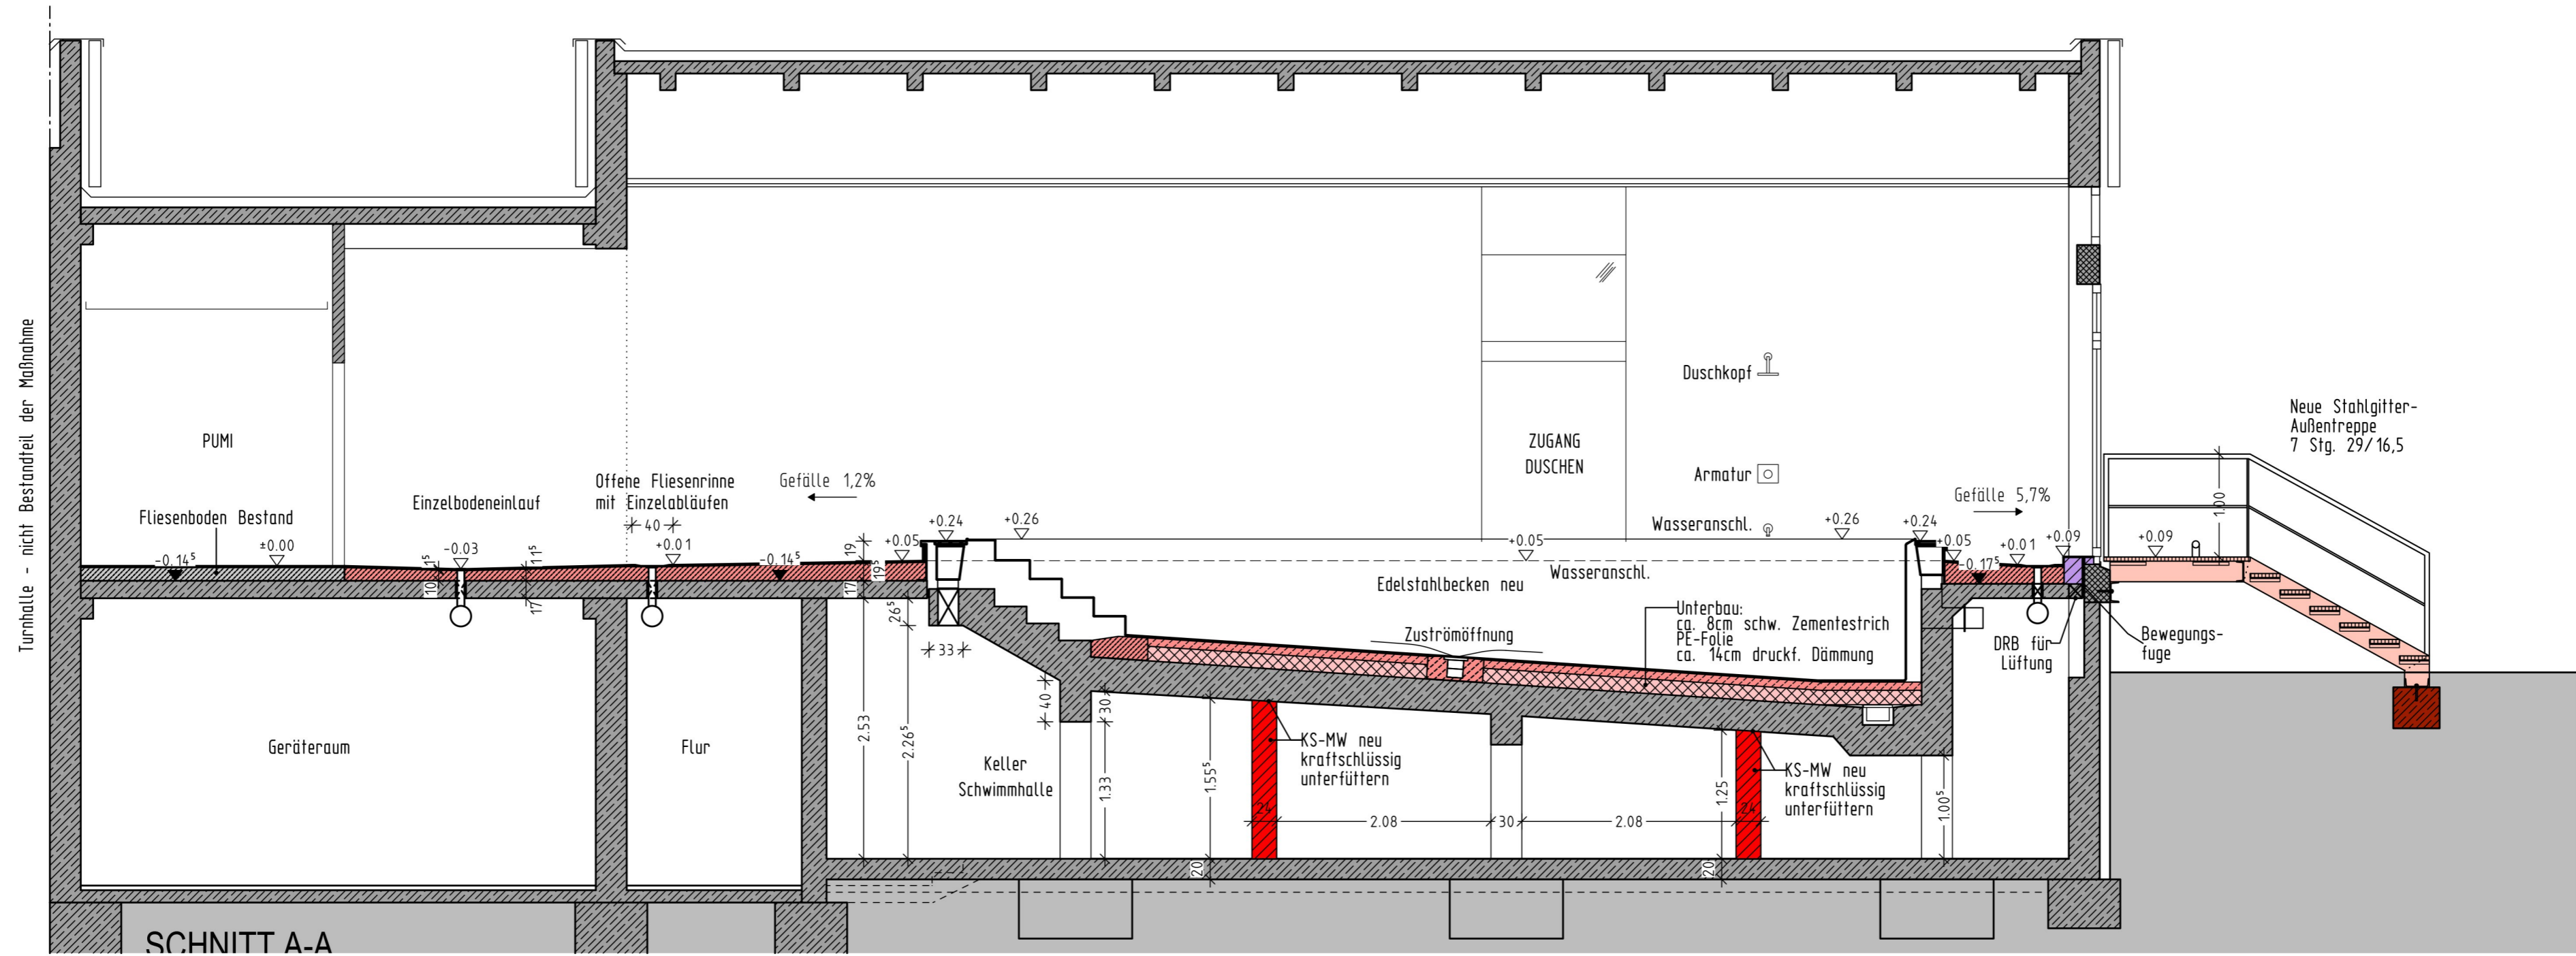 Turnhalle - nicht Bestandteil der Maßnahme
PUMI
Fliesenboden Bestand
-0.14⁵
±0.00
Einzelbodeneinlauf
-0.03
10
1⁵
11⁵
17
Offene Fliesenrinne
mit Einzelabläufen
40
+0.01
-0.14⁵
Gefälle 1,2%
19
19⁵
17
+0.05
+0.24
+0.26
26⁵
33
ZUGANG
DUSCHEN
Duschkopf
Armatur
Wasseranschl.
+0.05
Wasseranschl.
Edelstahlbecken neu
Zuströmöffnung
Unterbau:
ca. 8cm schw. Zementestrich
PE-Folie
ca. 14cm druckf. Dämmung
+0.26
+0.24
+0.05
-0.17⁵
+0.01
+0.09
Gefälle 5,7%
+0.09
1.00
Neue Stahlgitter-
Außentreppe
7 Stg. 29/16,5
DRB für
Lüftung
Bewegungs-
fuge
Geräteraum
Flur
2.53
2.26⁵
Keller
Schwimmhalle
40
30
1.33
1.55⁵
20
24
KS-MW neu
kraftschlüssig
unterfüttern
2.08
30
2.08
1.25
20
24
KS-MW neu
kraftschlüssig
unterfüttern
1.00⁵
SCHNITT A-A